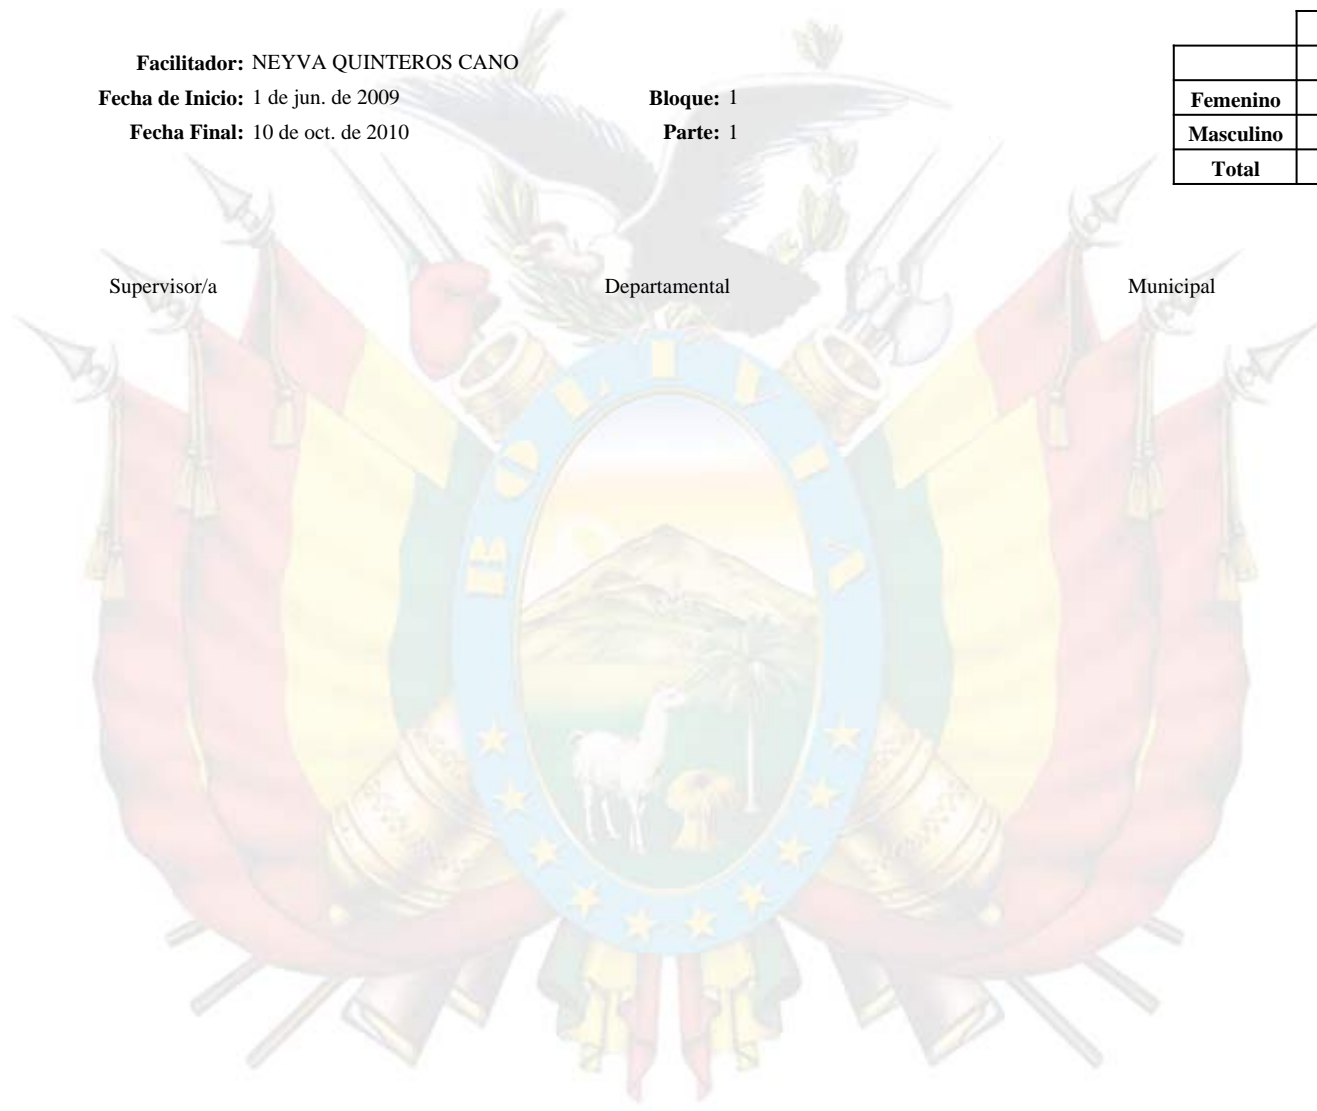 Facilitador: NEYVA QUINTEROS CANO
Fecha de Inicio: 1 de jun. de 2009 Bloque: 1
Fecha Final: 10 de oct. de 2010 Parte: 1
Femenino
Masculino
Total
Supervisor/a Departamental Municipal
BOLIVIA